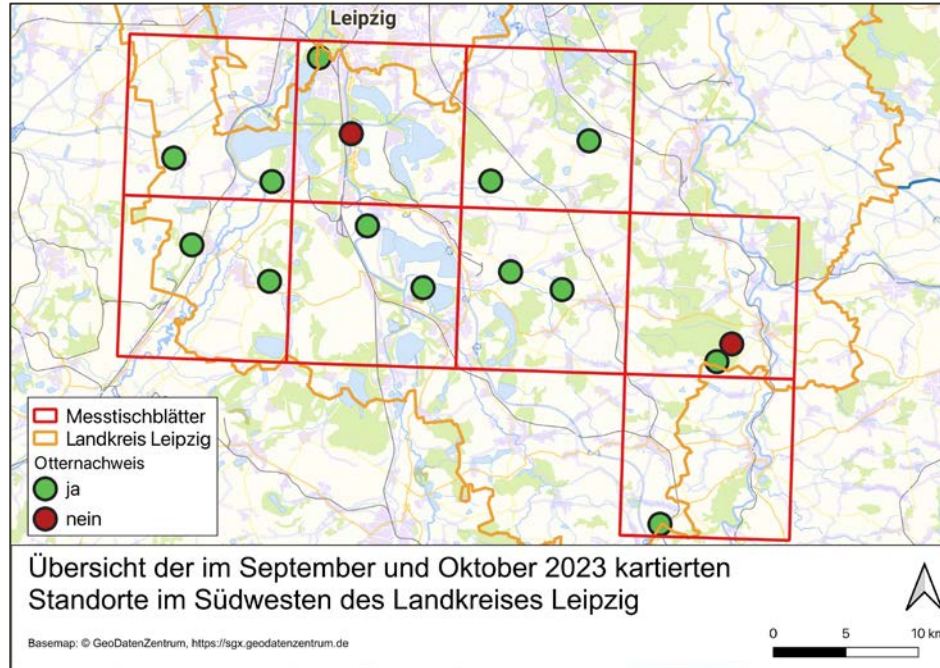 Leipzig
Messtischblätter
Landkreis Leipzig
Otternachweis
ja
nein
Übersicht der im September und Oktober 2023 kartierten
Standorte im Südwesten des Landkreises Leipzig
Basemap: © GeoDatenZentrum, https://sgx.geodatenzentrum.de
0 5 10 km